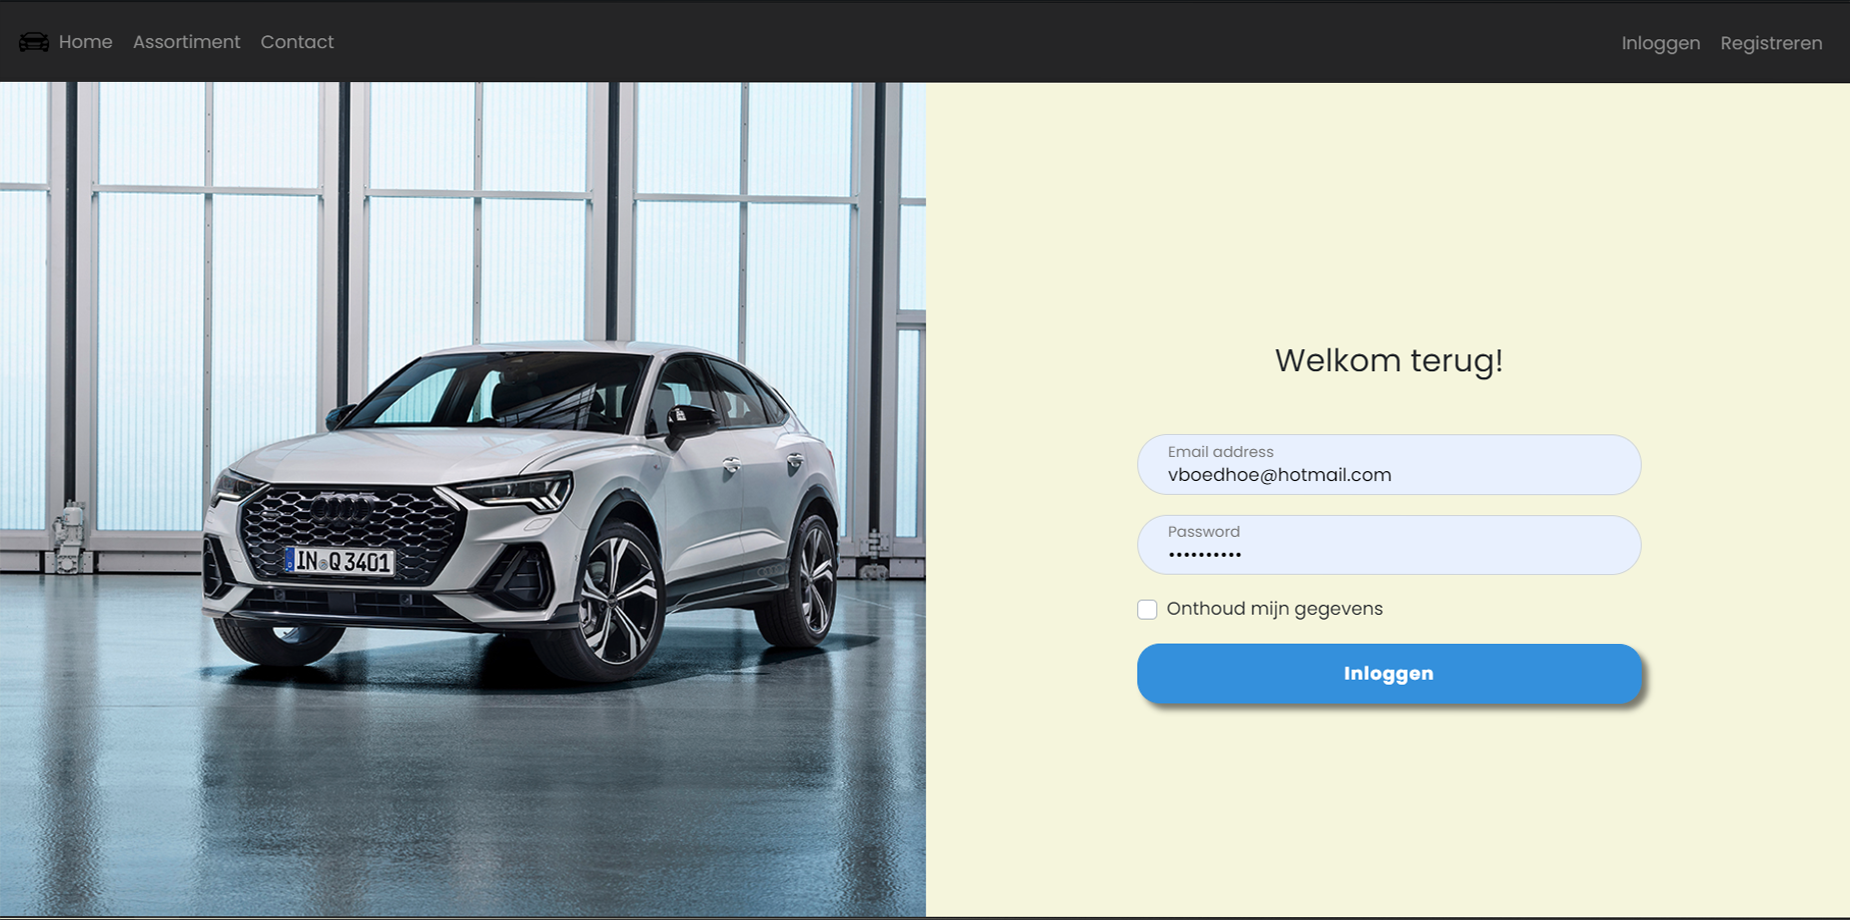 Home Assortiment Contact
Inloggen Registreren
IN Q 3401
Welkom terug!
Email address
vboedhoe@hotmail.com
Password
••••••••••
Onthoud mijn gegevens
Inloggen